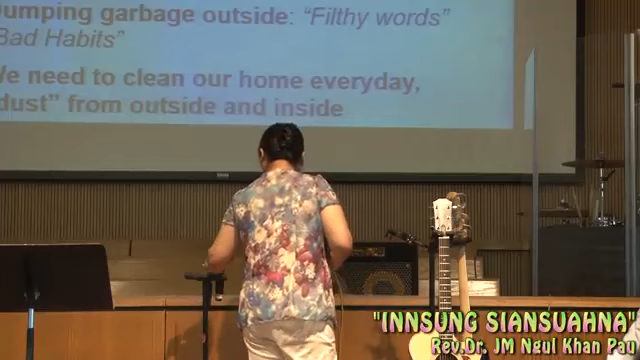 Dumping garbage outside: “Filthy words”
“Bad Habits”
We need to clean our home everyday,
“dust” from outside and inside
"INNSUNG SIANSUAHNA"
Rev.Dr. JM Ngul Khan Pau